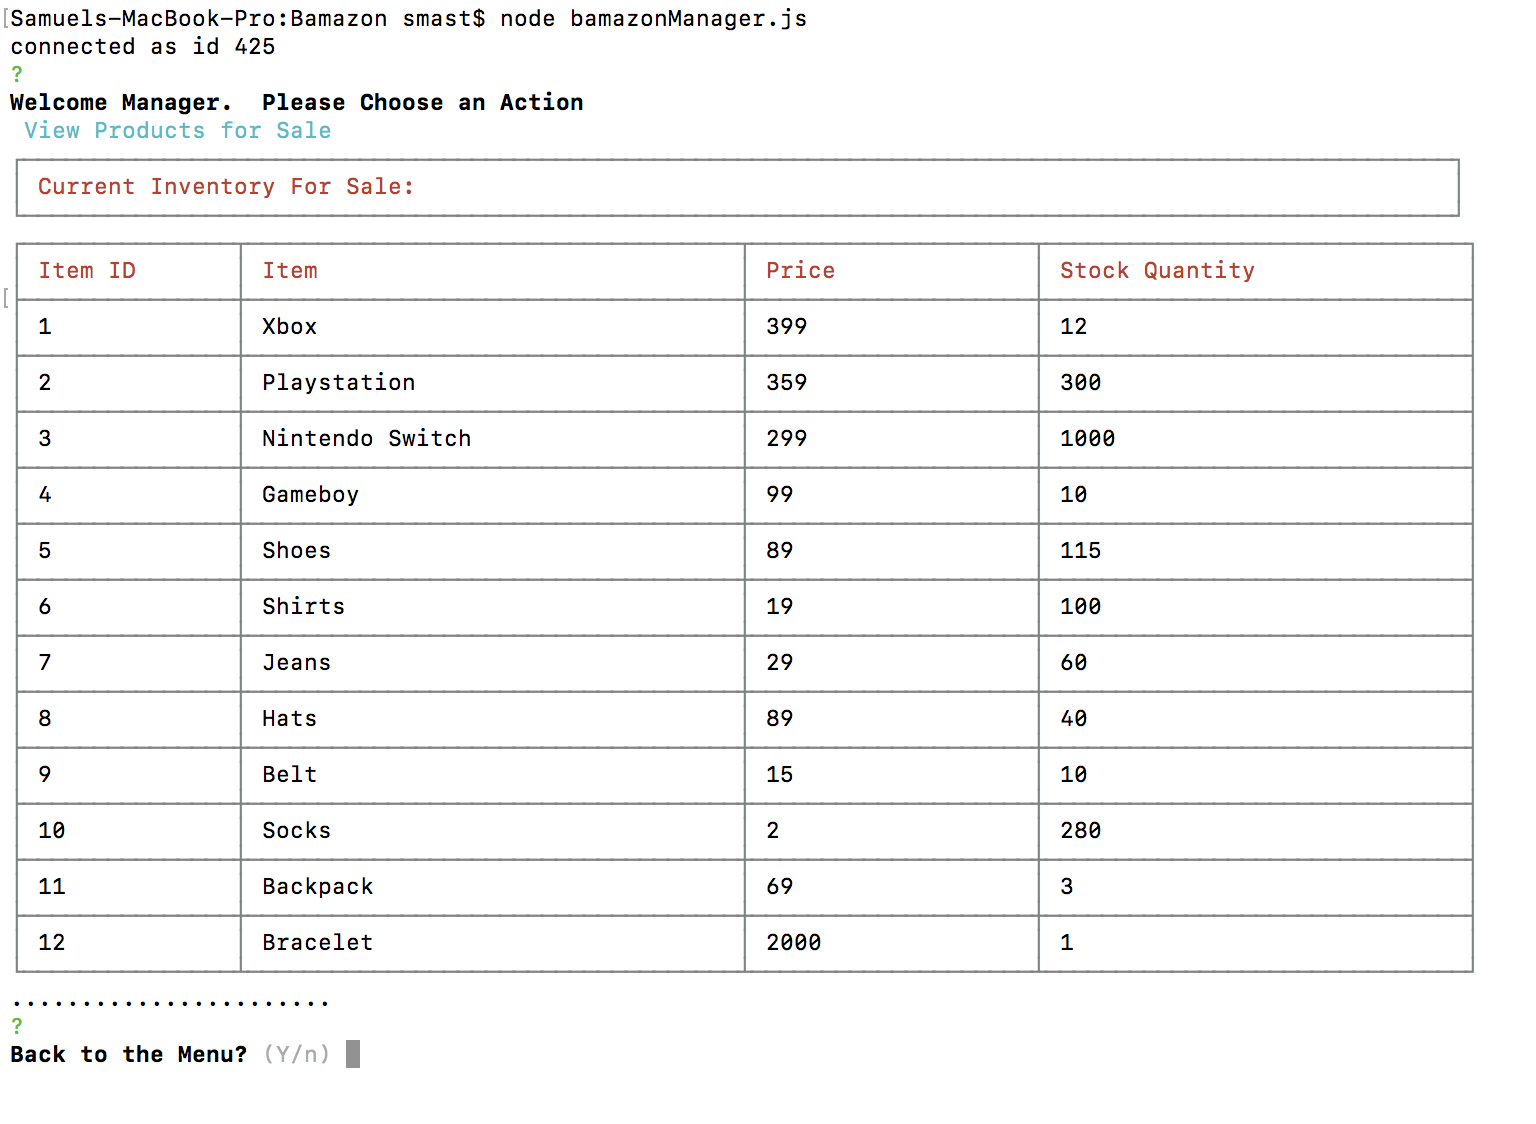 [Samuels-MacBook-Pro:Bamazon smast$ node bamazonManager.js
connected as id 425
?
Welcome Manager.  Please Choose an Action
View Products for Sale
Current Inventory For Sale:
Item ID Item Price Stock Quantity
[
1 Xbox 399 12
2 Playstation 359 300
3 Nintendo Switch 299 1000
4 Gameboy 99 10
5 Shoes 89 115
6 Shirts 19 100
7 Jeans 29 60
8 Hats 89 40
9 Belt 15 10
10 Socks 2 280
11 Backpack 69 3
12 Bracelet 2000 1
.......................
?
Back to the Menu? (Y/n)